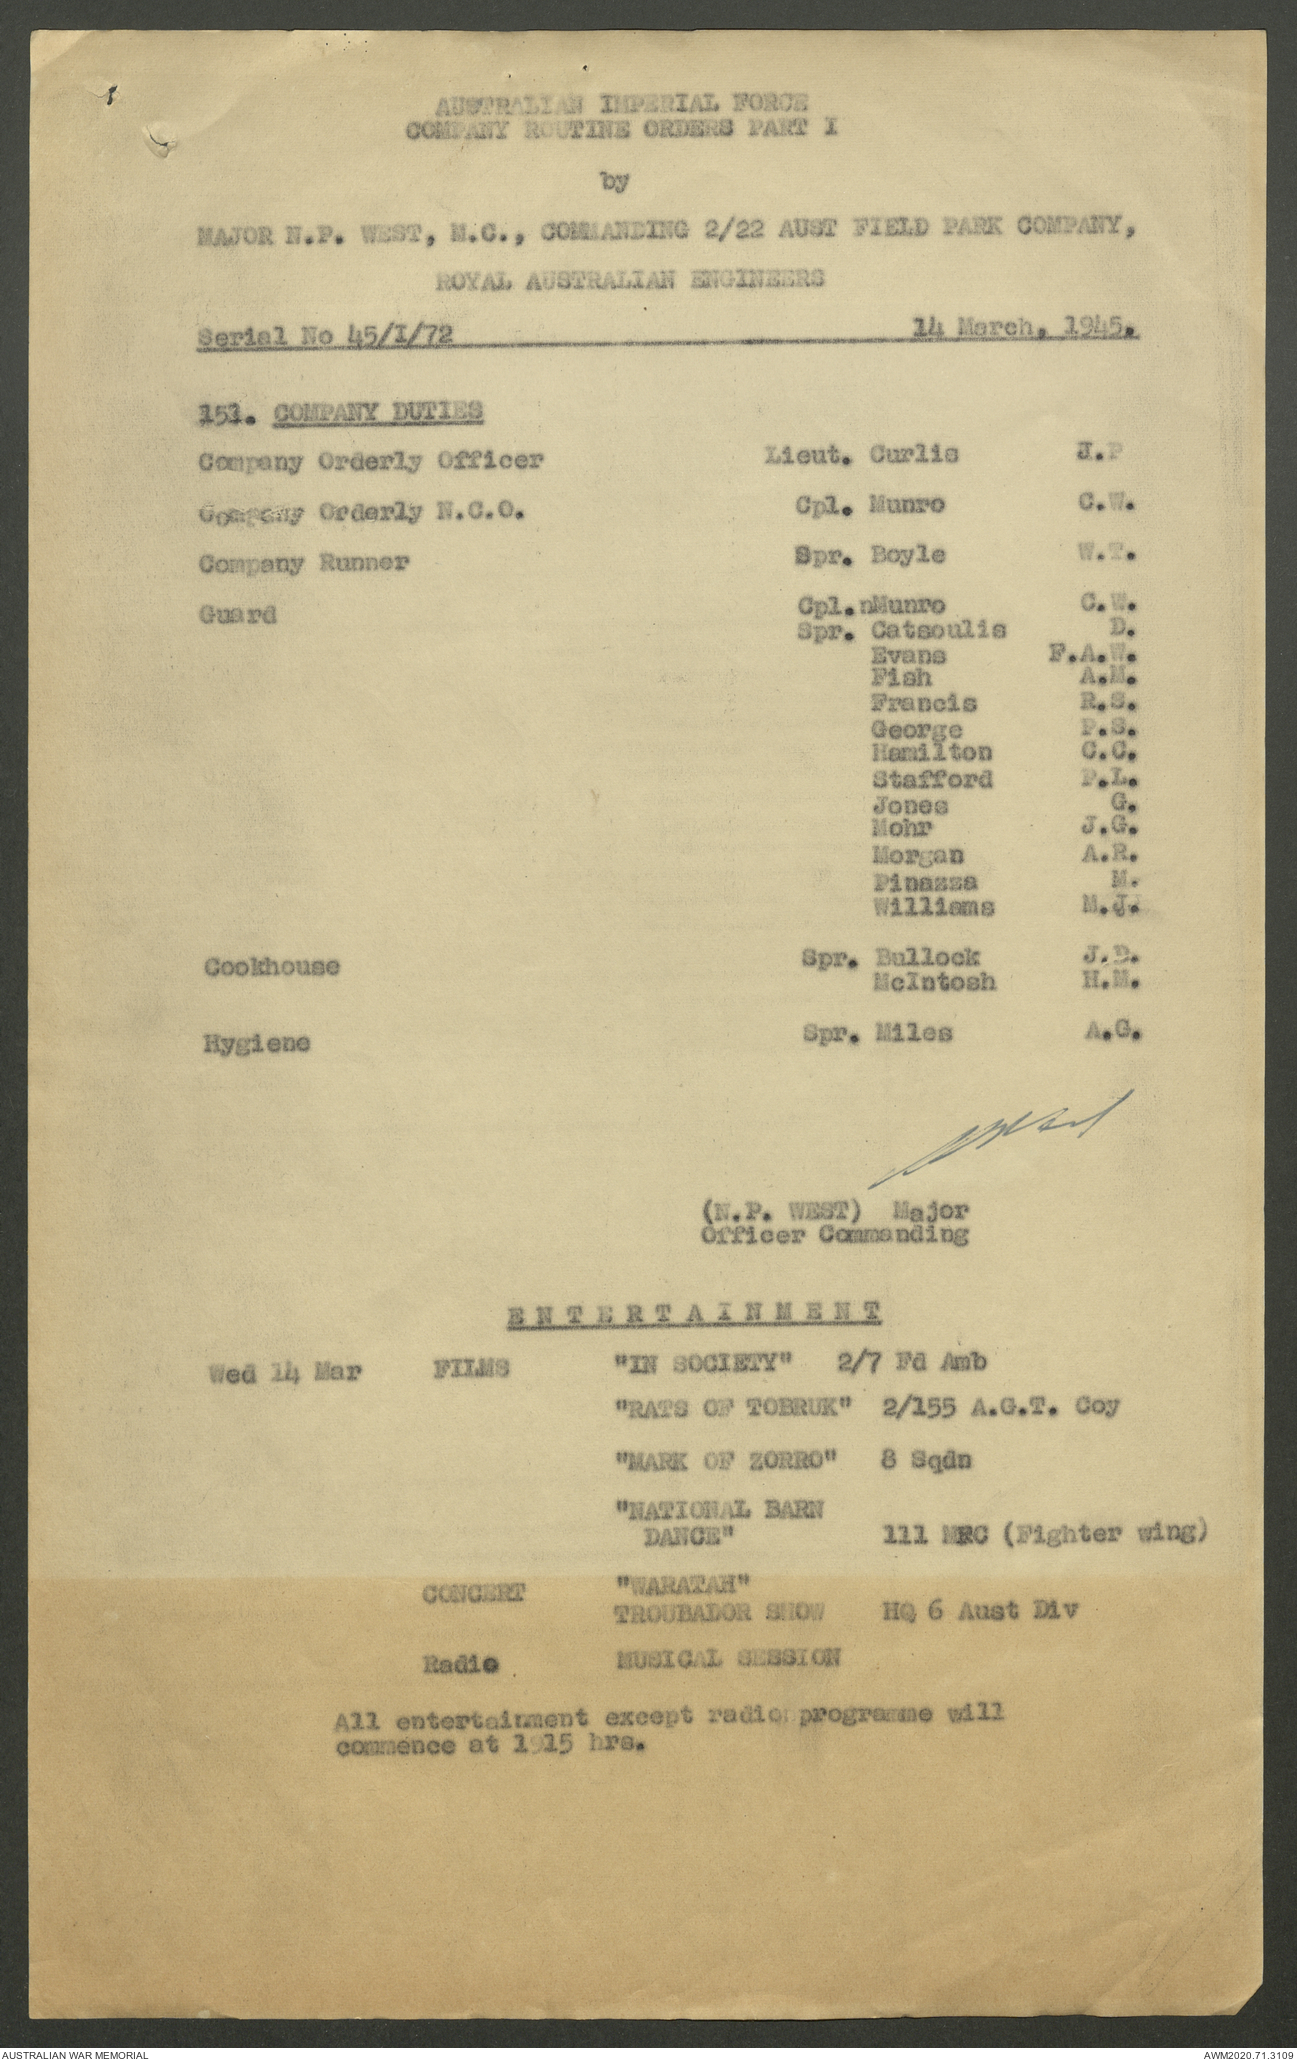 AUSTRALIAN IMPERIAL FORCE
COMPANY ROUTINE ORDERS PART I
by
MAJOR N.P. WEST, M.C., COMMANDING 2/22 AUST FIELD PARK COMPANY,
ROYAL AUSTRALIAN ENGINEERS
Serial No 45/I/72 14 March, 1945.
151. COMPANY DUTIES
Company Orderly Officer Lieut. Curlis J.P
Company Orderly N.C.O. Cpl. Munro C.W.
Company Runner Spr. Boyle W.T.
Guard Cpl.nMunro C.W.
Spr. Catsoulis D.
Evans F.A.W.
Fish A.M.
Francis R.S.
George P.S.
Hamilton C.C.
Stafford P.L.
Jones G.
Mohr J.G.
Morgan A.R.
Pinazza M.
Williams M.J.
Cookhouse Spr. Bullock J.D.
McIntosh H.M.
Hygiene Spr. Miles A.G.
(N.P. WEST) Major
Officer Commanding
E N T E R T A I N M E N T
Wed 14 Mar FILMS "IN SOCIETY" 2/7 Fd Amb
"RATS OF TOBRUK" 2/155 A.G.T. Coy
"MARK OF ZORRO" 8 Sqdn
"NATIONAL BARN
DANCE" 111 MRC (Fighter wing)
CONCERT "WARATAH"
TROUBADOR SHOW HQ 6 Aust Div
Radio MUSICAL SESSION
All entertainment except radio programme will
commence at 1915 hrs.
AUSTRALIAN WAR MEMORIAL AWM2020.71.3109